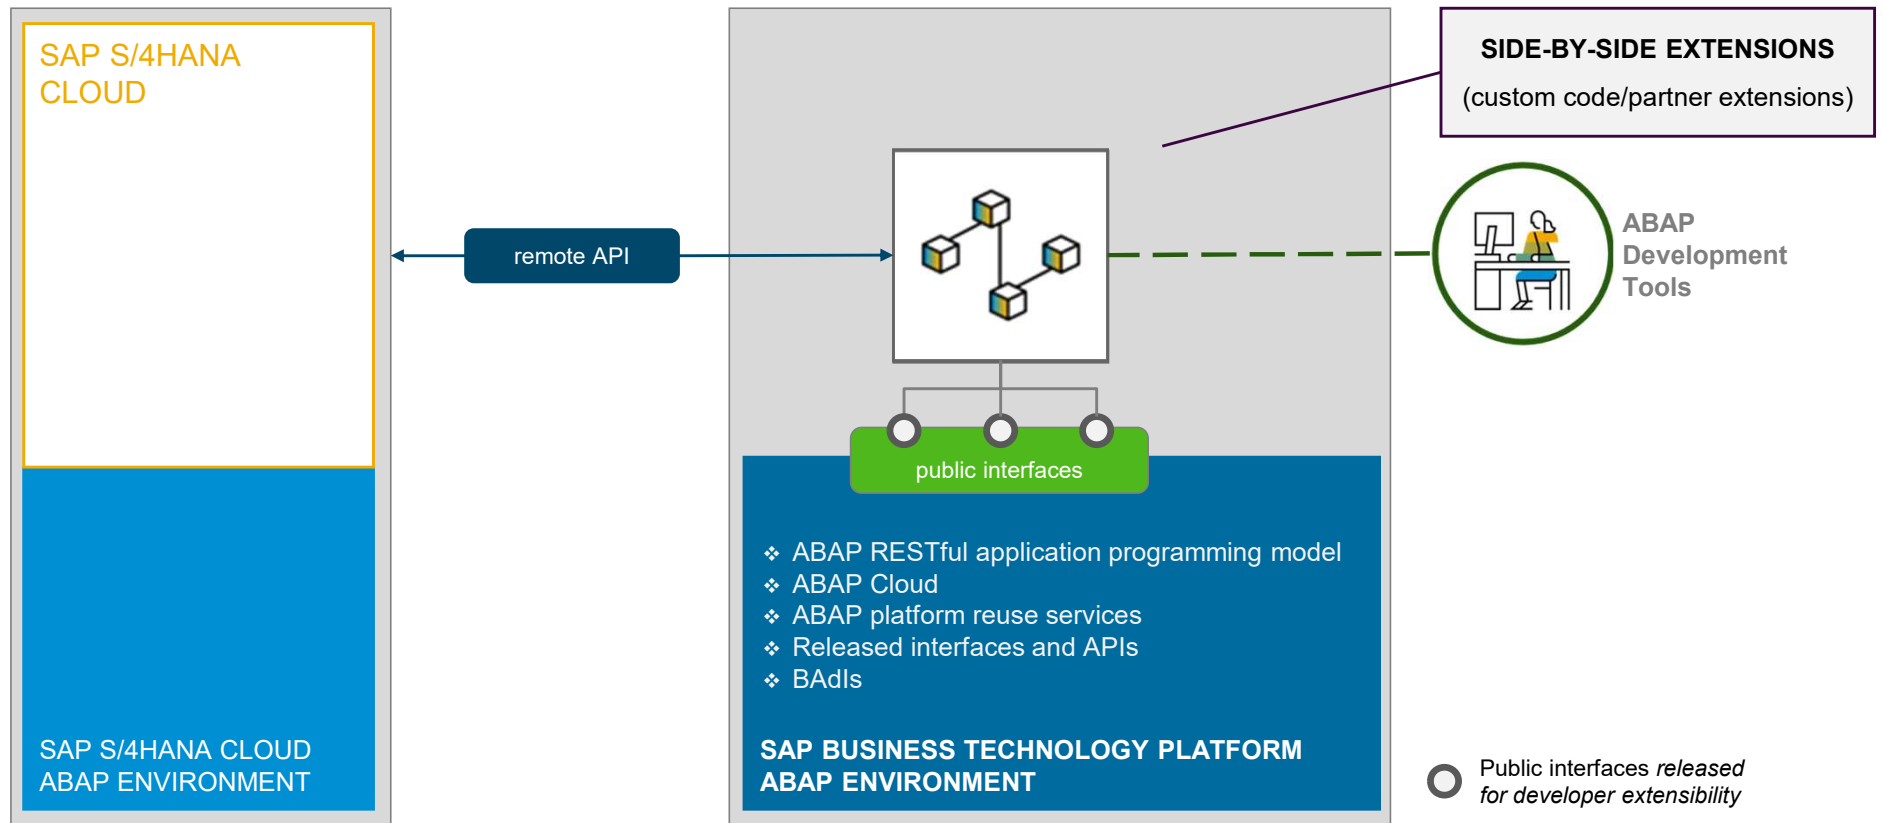 SAP S/4HANA
CLOUD
SAP S/4HANA CLOUD
ABAP ENVIRONMENT
remote API
public interfaces
❖ ABAP RESTful application programming model
❖ ABAP Cloud
❖ ABAP platform reuse services
❖ Released interfaces and APIs
❖ BAdIs
SAP BUSINESS TECHNOLOGY PLATFORM
ABAP ENVIRONMENT
SIDE-BY-SIDE EXTENSIONS
(custom code/partner extensions)
ABAP
Development
Tools
Public interfaces released
for developer extensibility